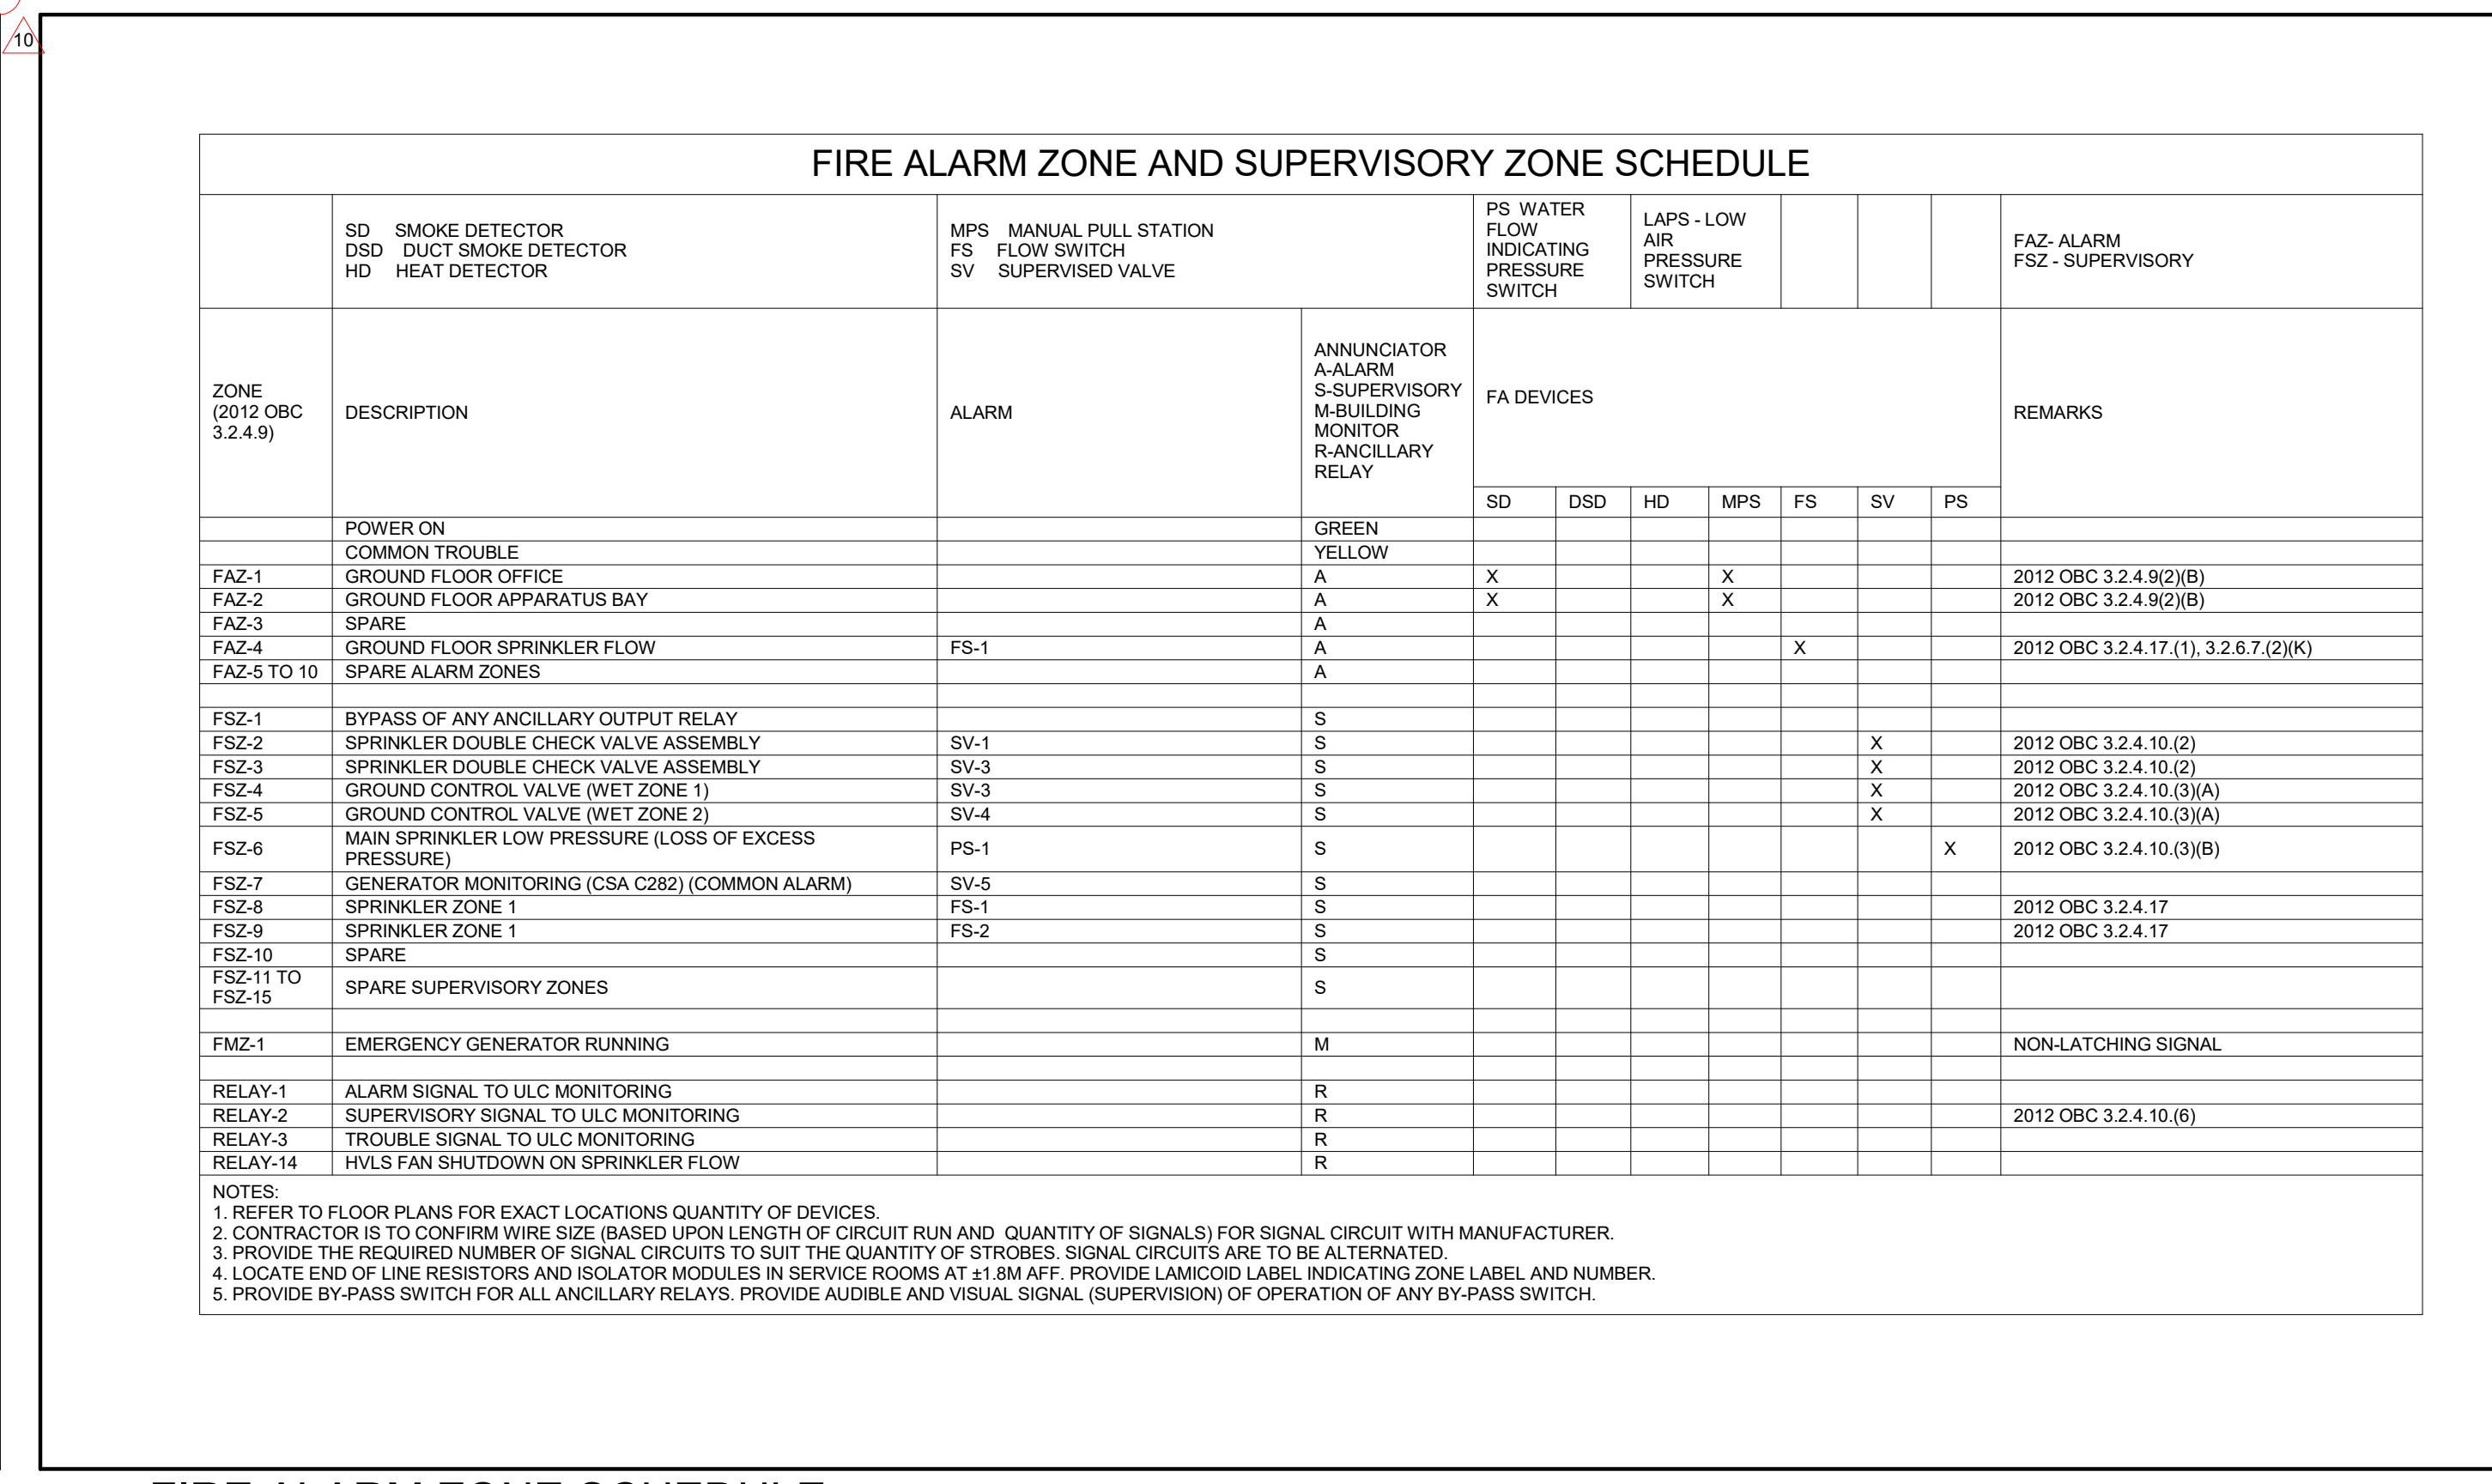 10
FIRE ALARM ZONE AND SUPERVISORY ZONE SCHEDULE
SD SMOKE DETECTOR
DSD DUCT SMOKE DETECTOR
HD HEAT DETECTOR
MPS MANUAL PULL STATION
FS FLOW SWITCH
SV SUPERVISED VALVE
PS WATER
FLOW
INDICATING
PRESSURE
SWITCH
LAPS - LOW
AIR
PRESSURE
SWITCH
FAZ- ALARM
FSZ - SUPERVISORY
ZONE
(2012 OBC
3.2.4.9)
DESCRIPTION
ALARM
ANNUNCIATOR
A-ALARM
S-SUPERVISORY
M-BUILDING
MONITOR
R-ANCILLARY
RELAY
FA DEVICES
REMARKS
SD DSD HD MPS FS SV PS
POWER ON GREEN
COMMON TROUBLE YELLOW
FAZ-1 GROUND FLOOR OFFICE A X X 2012 OBC 3.2.4.9(2)(B)
FAZ-2 GROUND FLOOR APPARATUS BAY A X X 2012 OBC 3.2.4.9(2)(B)
FAZ-3 SPARE A
FAZ-4 GROUND FLOOR SPRINKLER FLOW FS-1 A X 2012 OBC 3.2.4.17.(1), 3.2.6.7.(2)(K)
FAZ-5 TO 10 SPARE ALARM ZONES A
FSZ-1 BYPASS OF ANY ANCILLARY OUTPUT RELAY S
FSZ-2 SPRINKLER DOUBLE CHECK VALVE ASSEMBLY SV-1 S X 2012 OBC 3.2.4.10.(2)
FSZ-3 SPRINKLER DOUBLE CHECK VALVE ASSEMBLY SV-3 S X 2012 OBC 3.2.4.10.(2)
FSZ-4 GROUND CONTROL VALVE (WET ZONE 1) SV-3 S X 2012 OBC 3.2.4.10.(3)(A)
FSZ-5 GROUND CONTROL VALVE (WET ZONE 2) SV-4 S X 2012 OBC 3.2.4.10.(3)(A)
FSZ-6 MAIN SPRINKLER LOW PRESSURE (LOSS OF EXCESS
PRESSURE) PS-1 S X 2012 OBC 3.2.4.10.(3)(B)
FSZ-7 GENERATOR MONITORING (CSA C282) (COMMON ALARM) SV-5 S
FSZ-8 SPRINKLER ZONE 1 FS-1 S 2012 OBC 3.2.4.17
FSZ-9 SPRINKLER ZONE 1 FS-2 S 2012 OBC 3.2.4.17
FSZ-10 SPARE S
FSZ-11 TO
FSZ-15 SPARE SUPERVISORY ZONES S
FMZ-1 EMERGENCY GENERATOR RUNNING M NON-LATCHING SIGNAL
RELAY-1 ALARM SIGNAL TO ULC MONITORING R
RELAY-2 SUPERVISORY SIGNAL TO ULC MONITORING R 2012 OBC 3.2.4.10.(6)
RELAY-3 TROUBLE SIGNAL TO ULC MONITORING R
RELAY-14 HVLS FAN SHUTDOWN ON SPRINKLER FLOW R
NOTES:
1. REFER TO FLOOR PLANS FOR EXACT LOCATIONS QUANTITY OF DEVICES.
2. CONTRACTOR IS TO CONFIRM WIRE SIZE (BASED UPON LENGTH OF CIRCUIT RUN AND QUANTITY OF SIGNALS) FOR SIGNAL CIRCUIT WITH MANUFACTURER.
3. PROVIDE THE REQUIRED NUMBER OF SIGNAL CIRCUITS TO SUIT THE QUANTITY OF STROBES. SIGNAL CIRCUITS ARE TO BE ALTERNATED.
4. LOCATE END OF LINE RESISTORS AND ISOLATOR MODULES IN SERVICE ROOMS AT ±1.8M AFF. PROVIDE LAMICOID LABEL INDICATING ZONE LABEL AND NUMBER.
5. PROVIDE BY-PASS SWITCH FOR ALL ANCILLARY RELAYS. PROVIDE AUDIBLE AND VISUAL SIGNAL (SUPERVISION) OF OPERATION OF ANY BY-PASS SWITCH.